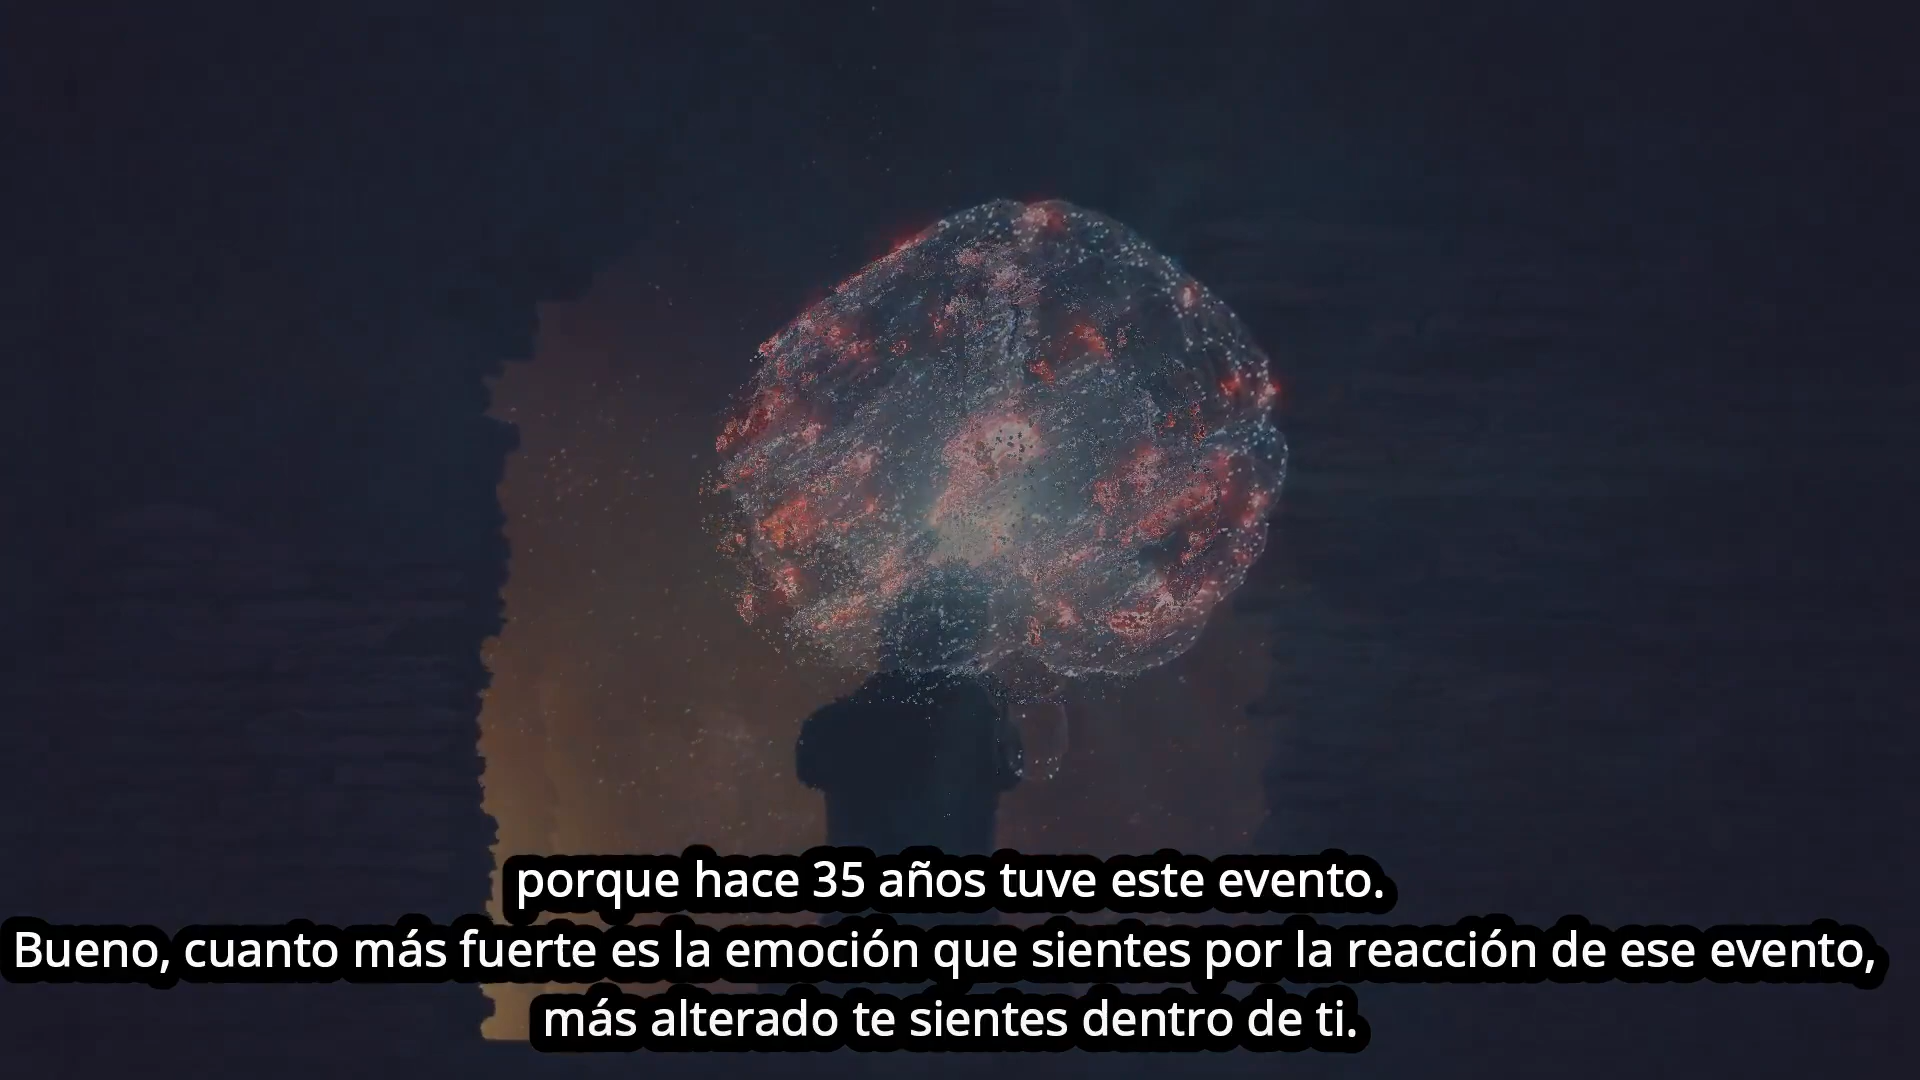 porque hace 35 años tuve este evento.
Bueno, cuanto más fuerte es la emoción que sientes por la reacción de ese evento,
más alterado te sientes dentro de ti.